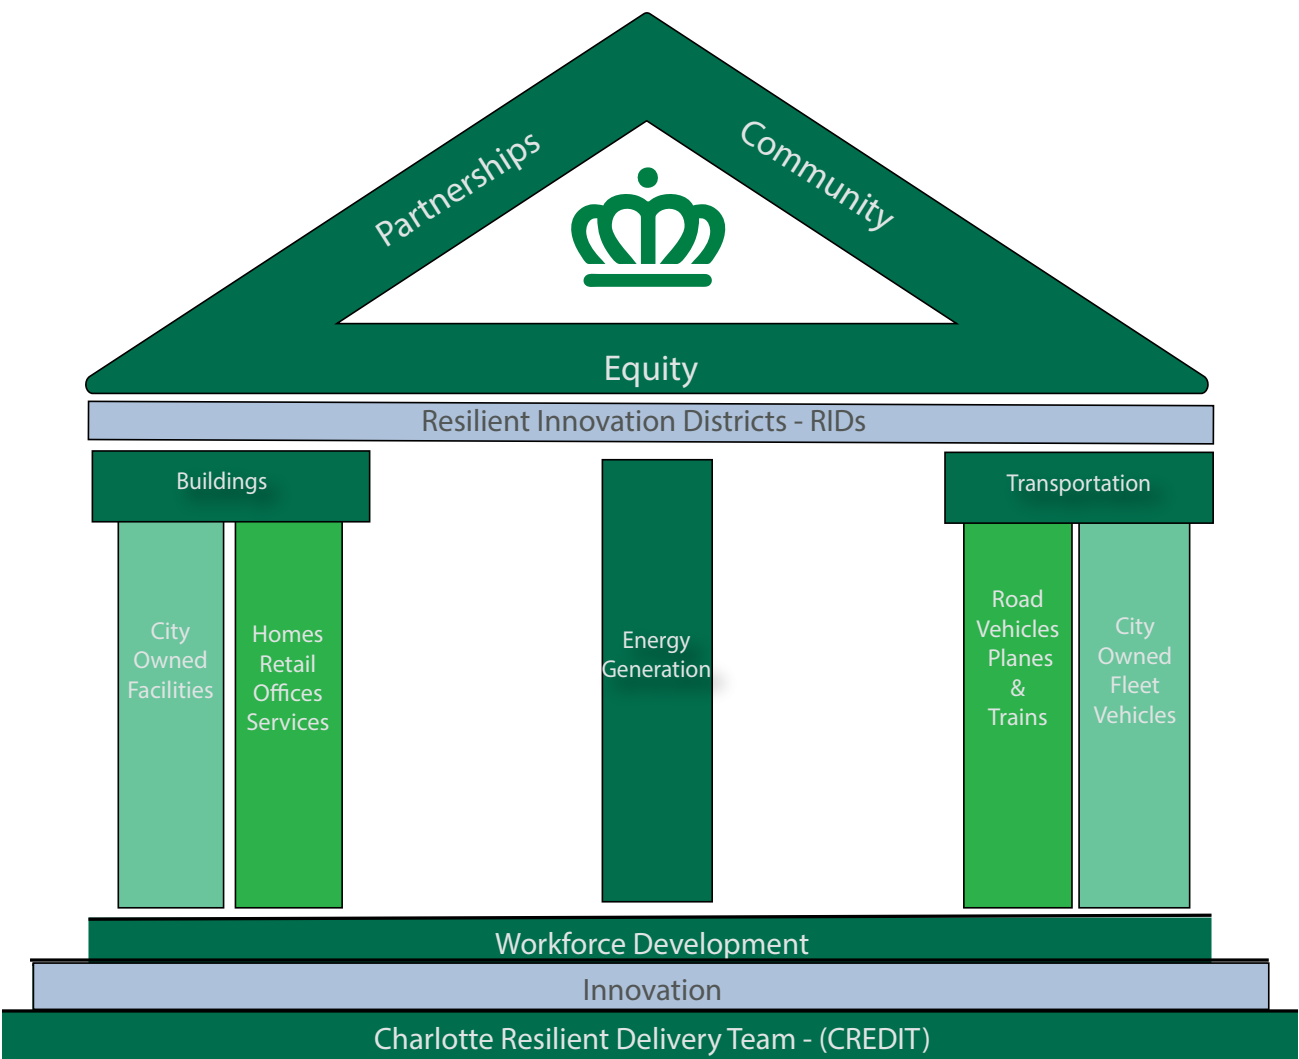 Partnerships
Community
Equity
Resilient Innovation Districts - RIDs
Buildings
Transportation
City
Owned
Facilities
Homes
Retail
Offices
Services
Energy
Generation
Road
Vehicles
Planes
&
Trains
City
Owned
Fleet
Vehicles
Workforce Development
Innovation
Charlotte Resilient Delivery Team - (CREDIT)